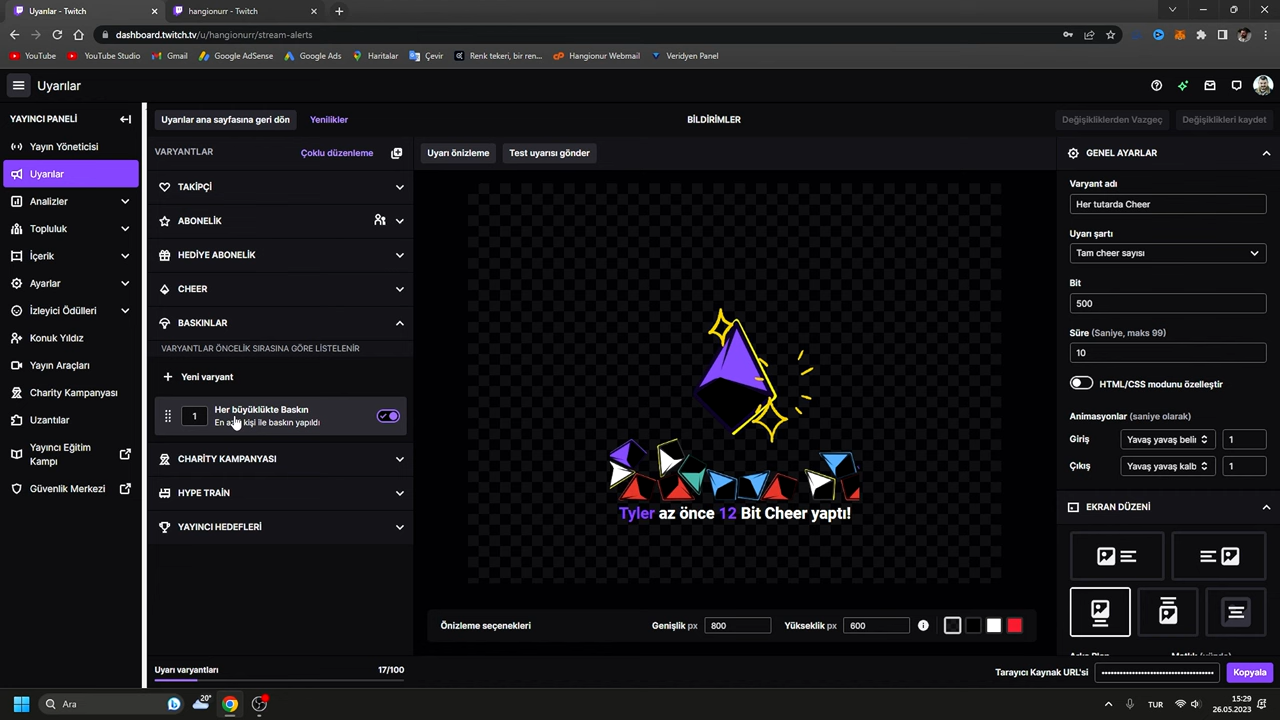 Uyarılar - Twitch
hangionurr - Twitch
dashboard.twitch.tv/u/hangionurr/stream-alerts
YouTube
YouTube Studio
Gmail
Google AdSense
Google Ads
Haritalar
Çevir
Renk tekeri, bir ren...
Hangionur Webmail
Veridyen Panel
Uyarılar
YAYINCI PANELİ
Yayın Yöneticisi
Uyarılar
Analizler
Topluluk
İçerik
Ayarlar
İzleyici Ödülleri
Konuk Yıldız
Yayın Araçları
Charity Kampanyası
Uzantılar
Yayıncı Eğitim
Kampı
Güvenlik Merkezi
Uyarılar ana sayfasına geri dön
Yenilikler
BİLDİRİMLER
Değişikliklerden Vazgeç
Değişiklikleri kaydet
VARYANTLAR
Çoklu düzenleme
TAKİPÇİ
ABONELİK
HEDİYE ABONELİK
CHEER
BASKINLAR
VARYANTLAR ÖNCELİK SIRASINA GÖRE LİSTELENİR
Yeni varyant
1
Her büyüklükte Baskın
kişi ile baskın yapıldı
CHARITY KAMPANYASI
HYPE TRAIN
YAYINCI HEDEFLERİ
Uyarı varyantları
17/100
Uyarı önizleme
Test uyarısı gönder
Tyler az önce 12 Bit Cheer yaptı!
Önizleme seçenekleri
Genişlik px
800
Yükseklik px
600
GENEL AYARLAR
Varyant adı
Her tutarda Cheer
Uyarı şartı
Tam cheer sayısı
Bit
500
Süre (Saniye, maks 99)
10
HTML/CSS modunu özelleştir
Animasyonlar (saniye olarak)
Giriş
Yavaş yavaş beli
1
Çıkış
Yavaş yavaş kalb
1
EKRAN DÜZENİ
Tarayıcı Kaynak URL'si
Kopyala
Ara
20°
TUR
15:29
26.05.2023